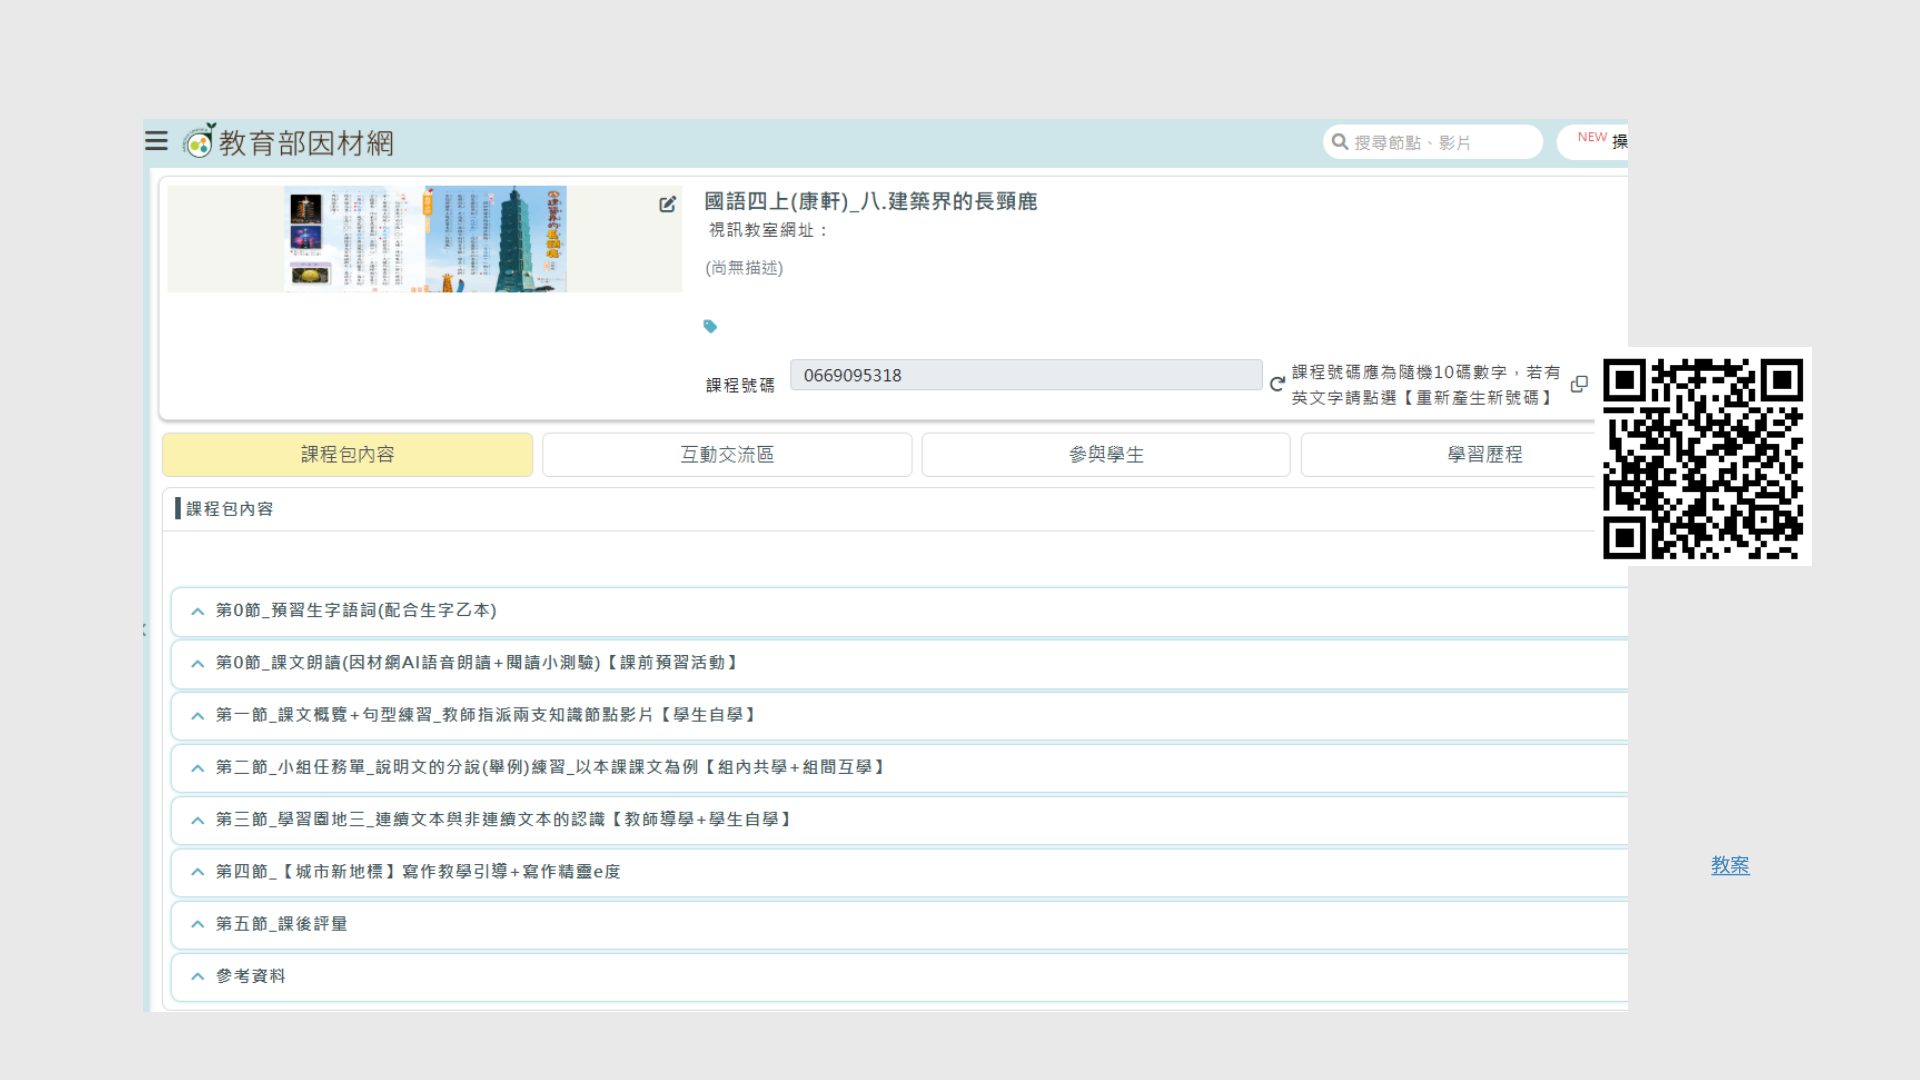 教育部因材網
搜尋節點、影片
NEW 操
國語四上(康軒)_八.建築界的長頸鹿
視訊教室網址：
(尚無描述)
課程號碼
0669095318
課程號碼應為隨機10碼數字，若有
英文字請點選【重新產生新號碼】
課程包內容
互動交流區
參與學生
學習歷程
課程包內容
第0節_預習生字語詞(配合生字乙本)
第0節_課文朗讀(因材網AI語音朗讀+閱讀小測驗)【課前預習活動】
第一節_課文概覽+句型練習_教師指派兩支知識節點影片【學生自學】
第二節_小組任務單_說明文的分說(舉例)練習_以本課課文為例【組內共學+組間互學】
第三節_學習園地三_連續文本與非連續文本的認識【教師導學+學生自學】
第四節_【城市新地標】寫作教學引導+寫作精靈e度
第五節_課後評量
參考資料
教案